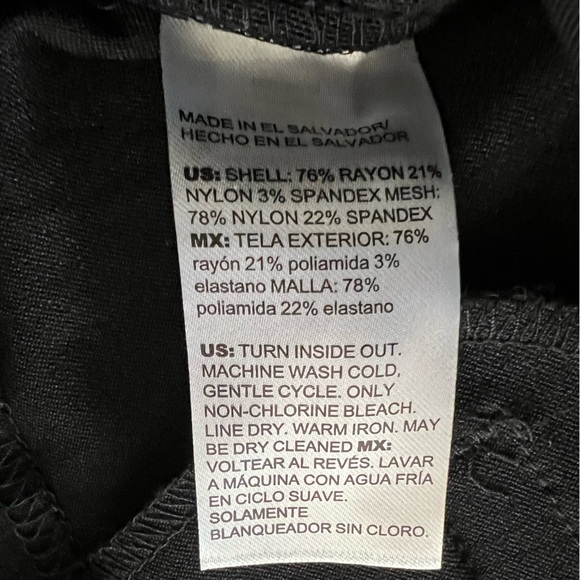 MADE IN EL SALVADOR/
HECHO EN EL SALVADOR
US: SHELL: 76% RAYON 21%
NYLON 3% SPANDEX MESH:
78% NYLON 22% SPANDEX
MX: TELA EXTERIOR: 76%
rayón 21% poliamida 3%
elastano MALLA: 78%
poliamida 22% elastano
US: TURN INSIDE OUT.
MACHINE WASH COLD,
GENTLE CYCLE. ONLY
NON-CHLORINE BLEACH.
LINE DRY. WARM IRON. MAY
BE DRY CLEANED MX:
VOLTEAR AL REVÉS. LAVAR
A MÁQUINA CON AGUA FRÍA
EN CICLO SUAVE.
SOLAMENTE
BLANQUEADOR SIN CLORO.